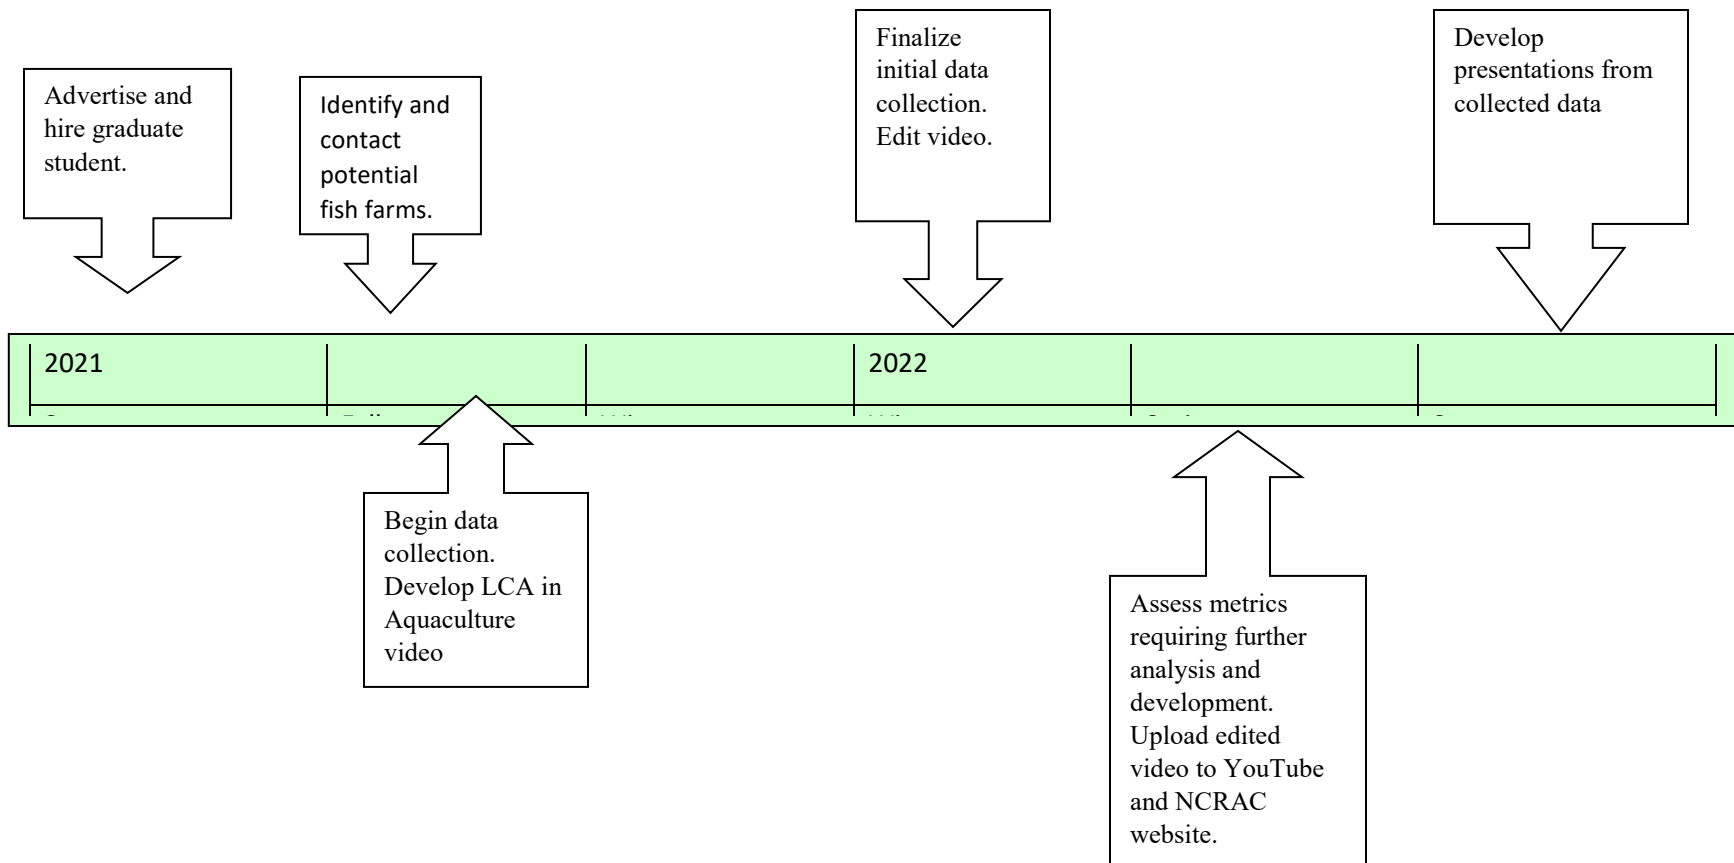 Advertise and
hire graduate
student.
Identify and
contact
potential
fish farms.
Finalize
initial data
collection.
Edit video.
Develop
presentations from
collected data
2021
2022
Begin data
collection.
Develop LCA in
Aquaculture
video
Assess metrics
requiring further
analysis and
development.
Upload edited
video to YouTube
and NCRAC
website.